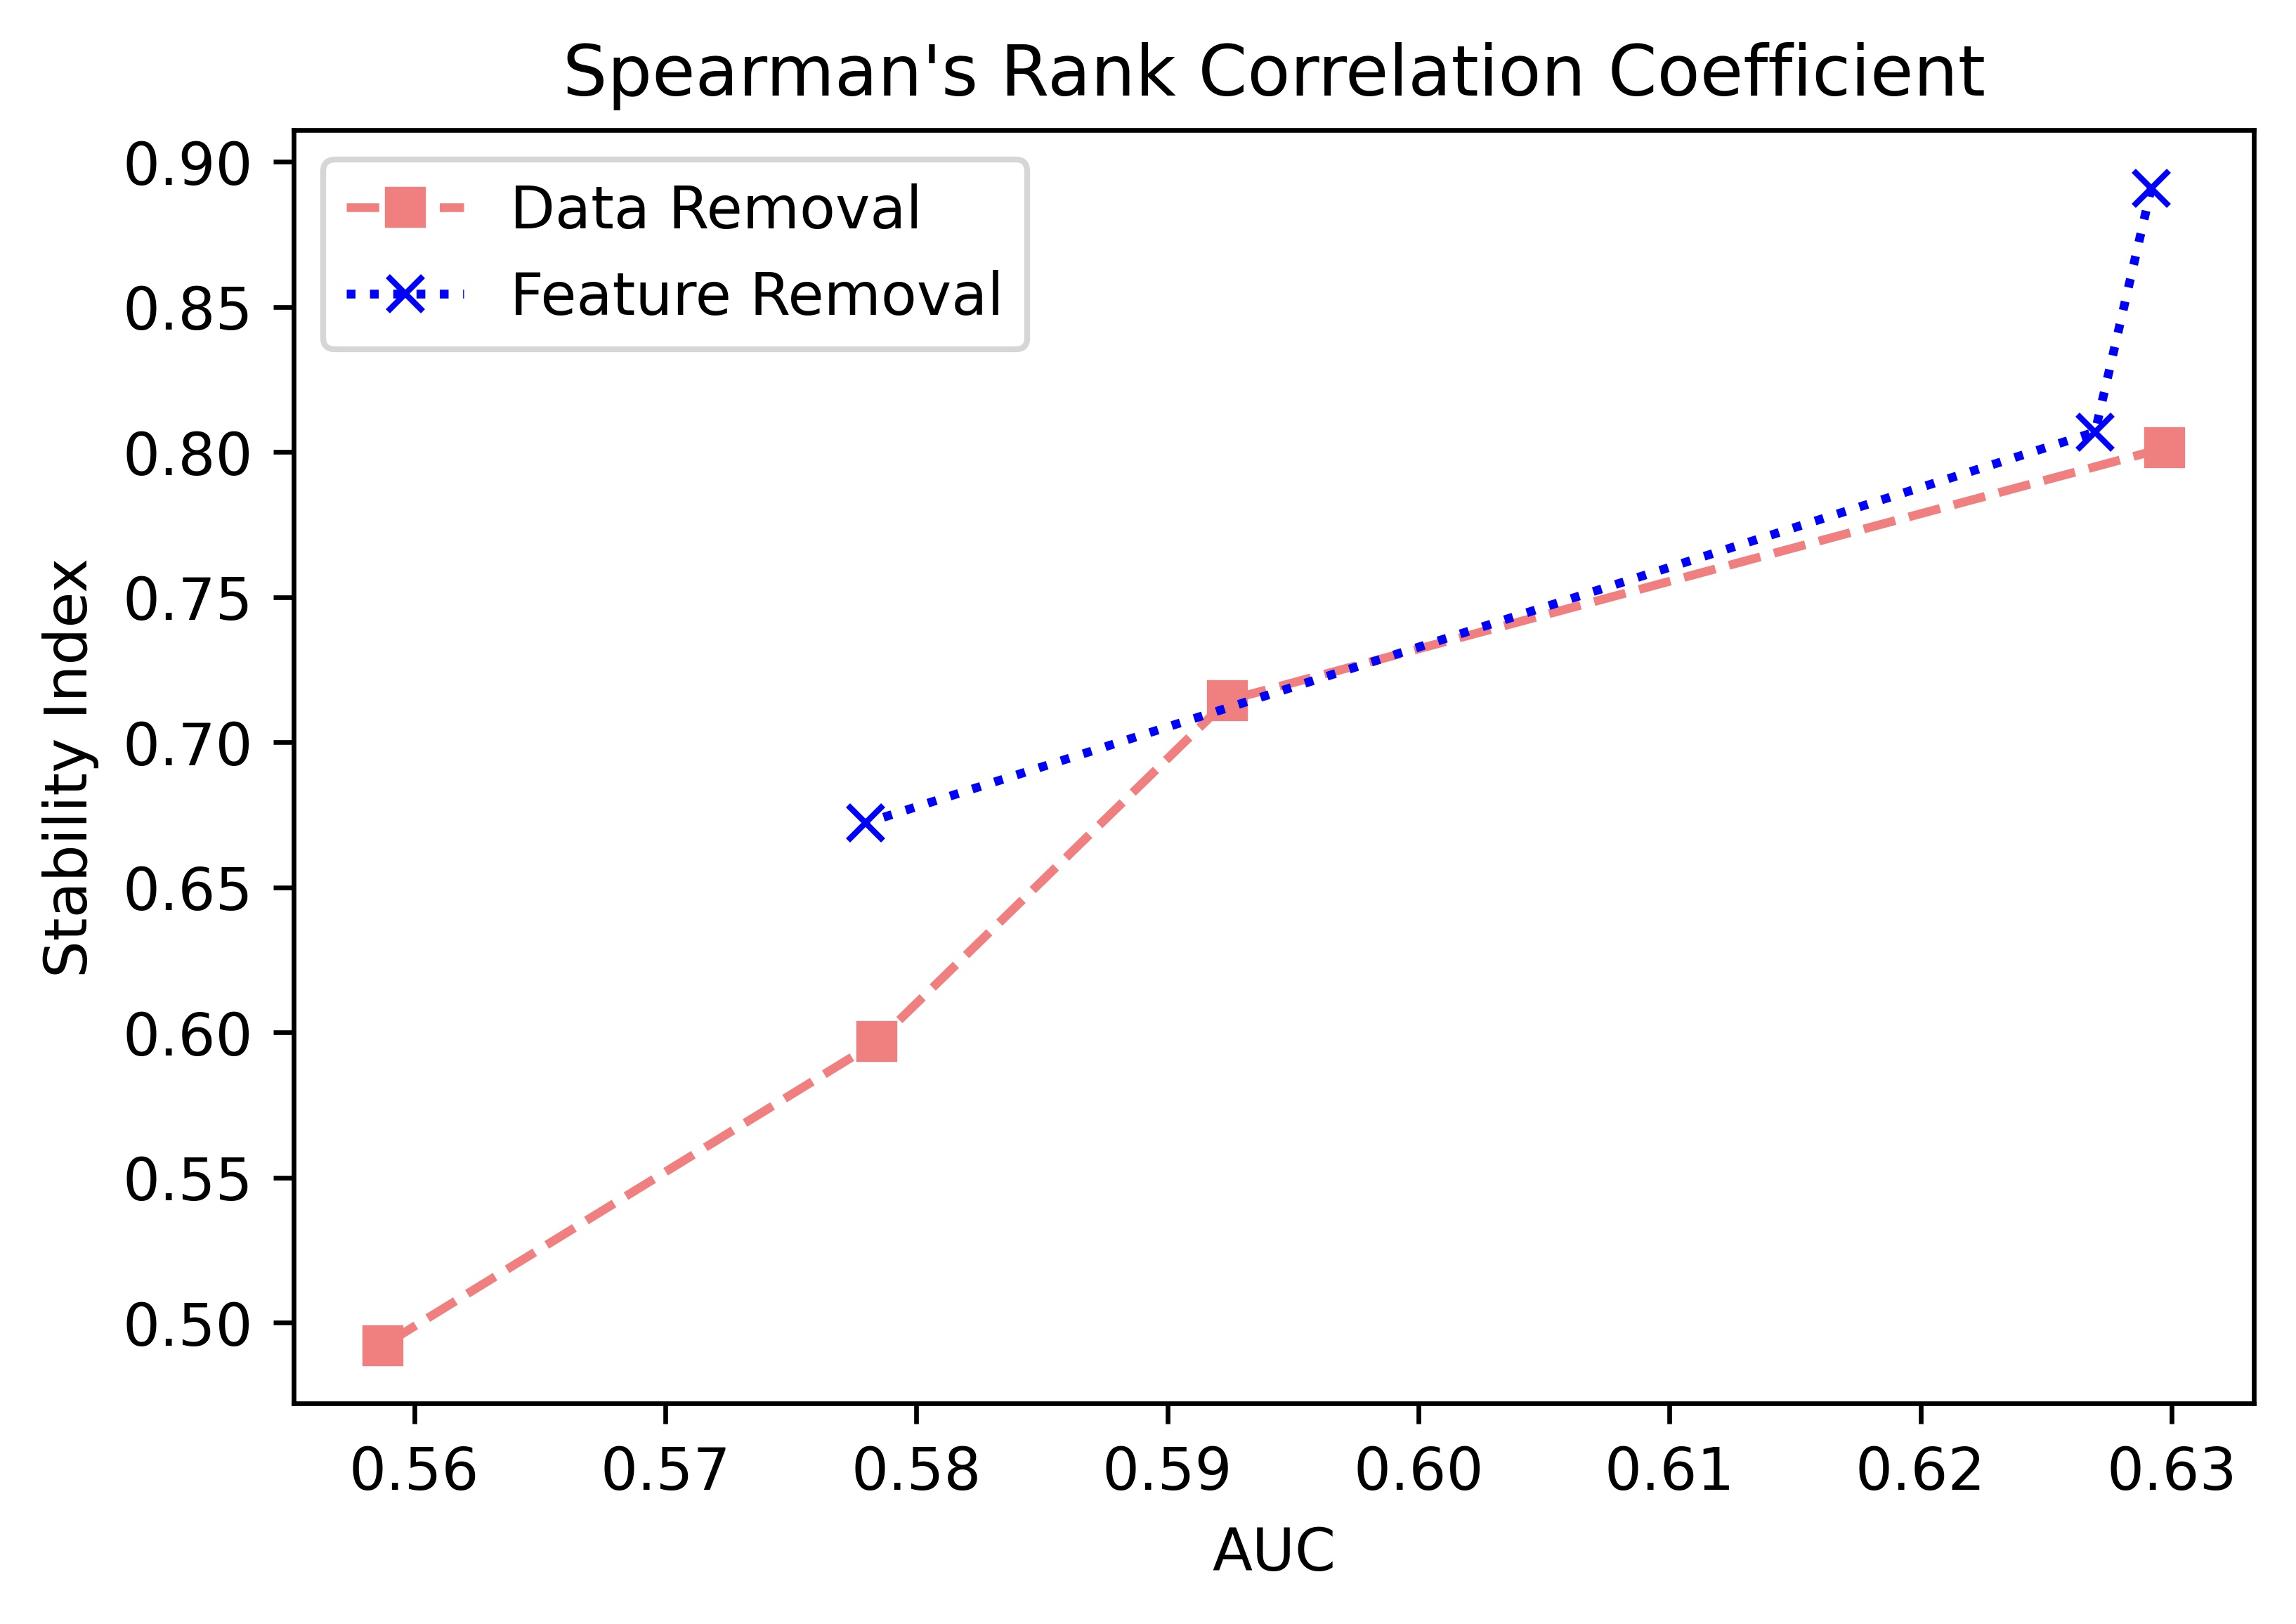 Spearman's Rank Correlation Coefficient
Data Removal
Feature Removal
Stability Index
0.90
0.85
0.80
0.75
0.70
0.65
0.60
0.55
0.50
0.56 0.57 0.58 0.59 0.60 0.61 0.62 0.63
AUC